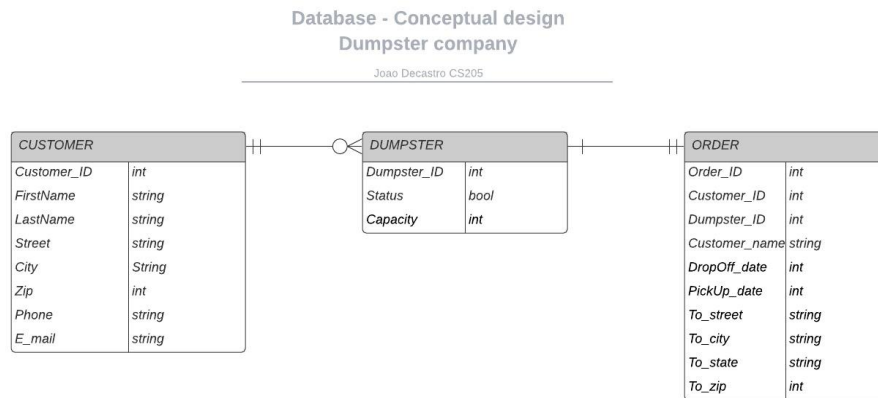 Database - Conceptual design
Dumpster company
Joao Decastro CS205
CUSTOMER
Customer_ID int
FirstName string
LastName string
Street string
City String
Zip int
Phone string
E_mail string
DUMPSTER
Dumpster_ID int
Status bool
Capacity int
ORDER
Order_ID int
Customer_ID int
Dumpster_ID int
Customer_name string
DropOff_date int
PickUp_date int
To_street string
To_city string
To_state string
To_zip int